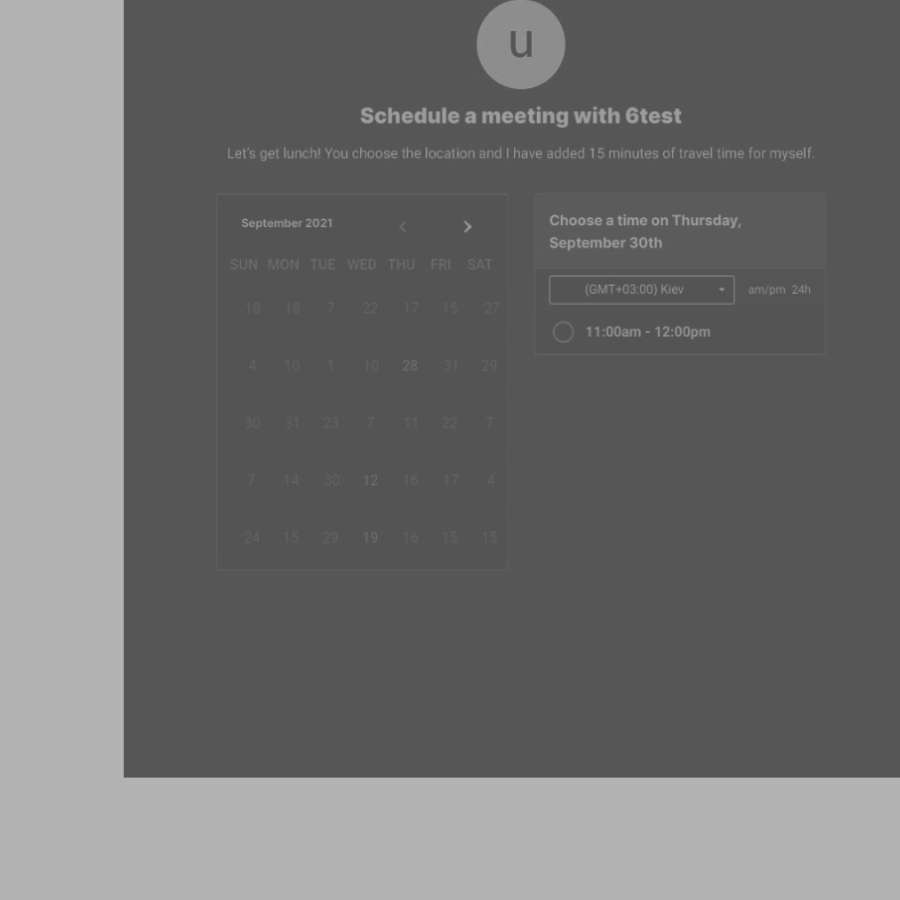 u
Schedule a meeting with 6test
Let's get lunch! You choose the location and I have added 15 minutes of travel time for myself.
September 2021
SUN MON TUE WED THU FRI SAT
18 18 7 22 17 15 27
4 10 1 10 28 31 29
30 31 23 7 11 22 7
7 14 30 12 16 17 4
24 15 29 19 16 15 15
Choose a time on Thursday,
September 30th
(GMT+03:00) Kiev am/pm 24h
11:00am - 12:00pm